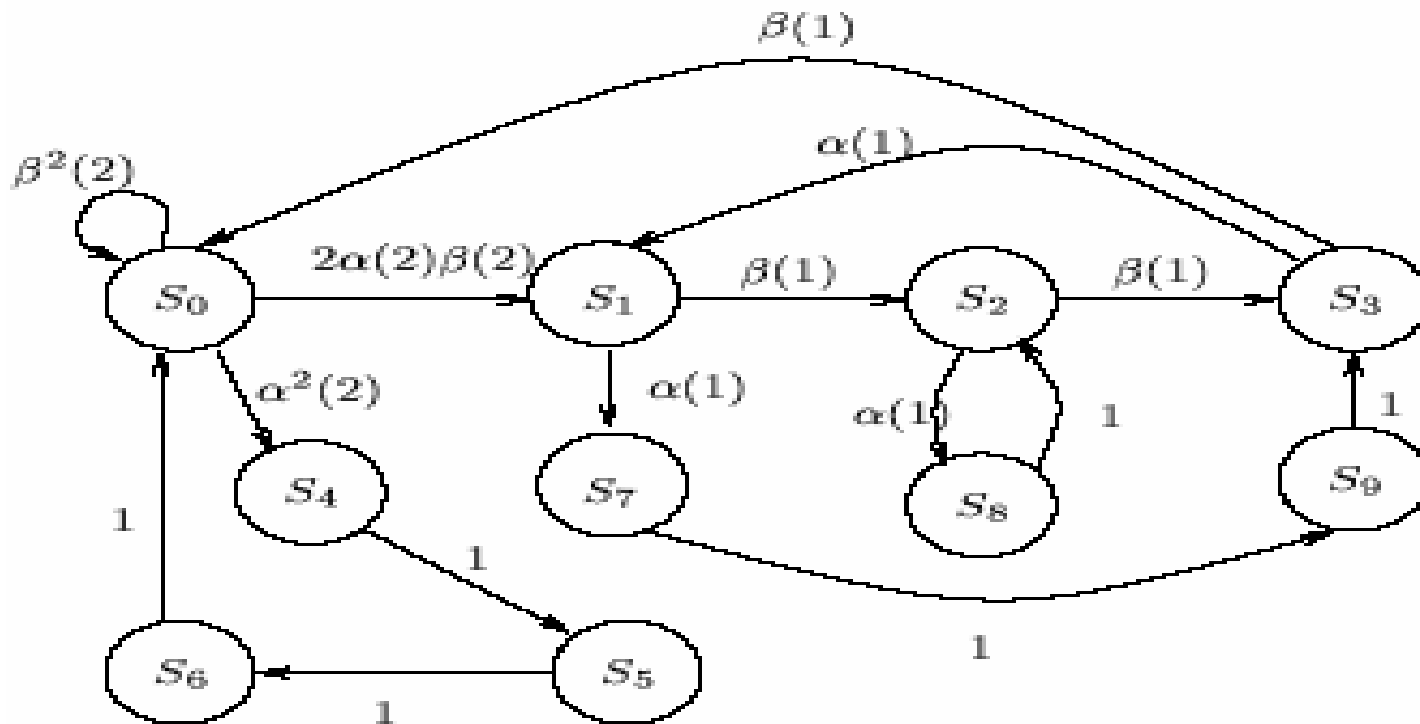 β(1)
α(1)
β²(2)
2α(2)β(2)
β(1)
β(1)
S₀
S₁
S₂
S₃
α²(2)
α(1)
α(1)
1
1
S₄
S₇
S₈
S₉
1
1
1
S₆
S₅
1